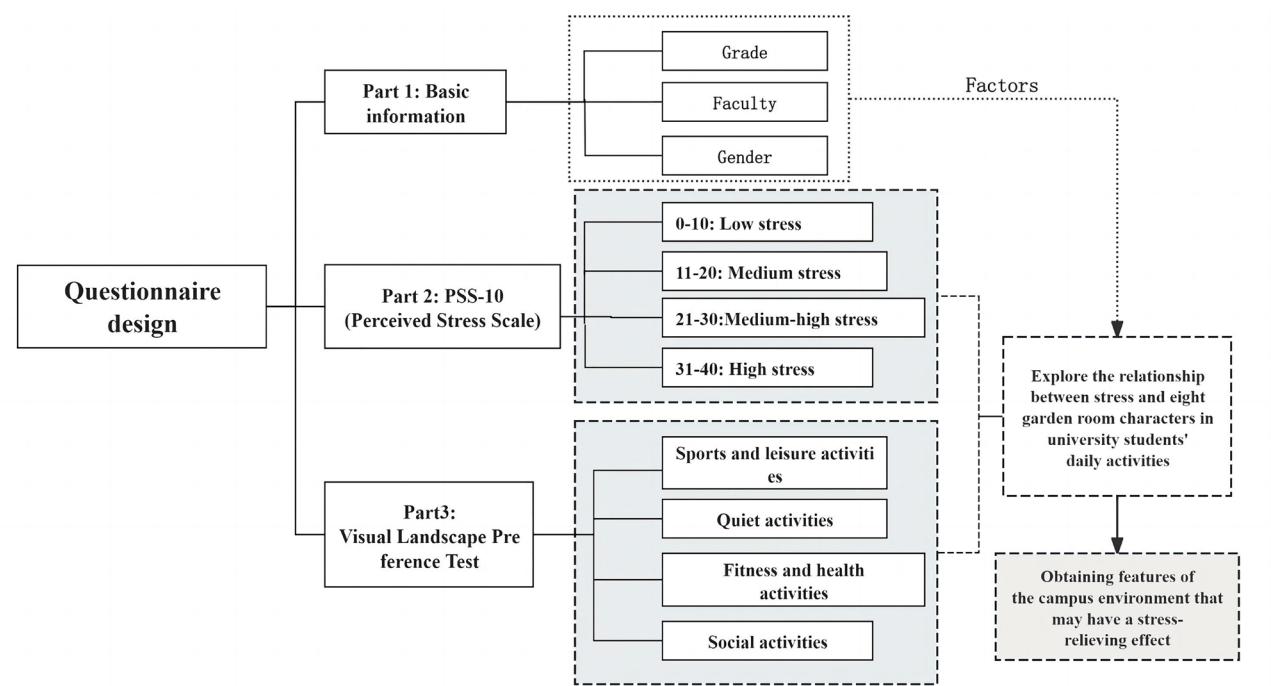 Questionnaire
design
Part 1: Basic
information
Grade
Faculty
Gender
Factors
Part 2: PSS-10
(Perceived Stress Scale)
0-10: Low stress
11-20: Medium stress
21-30:Medium-high stress
31-40: High stress
Part3:
Visual Landscape Pre
ference Test
Sports and leisure activiti
es
Quiet activities
Fitness and health
activities
Social activities
Explore the relationship
between stress and eight
garden room characters in
university students'
daily activities
Obtaining features of
the campus environment that
may have a stress-
relieving effect